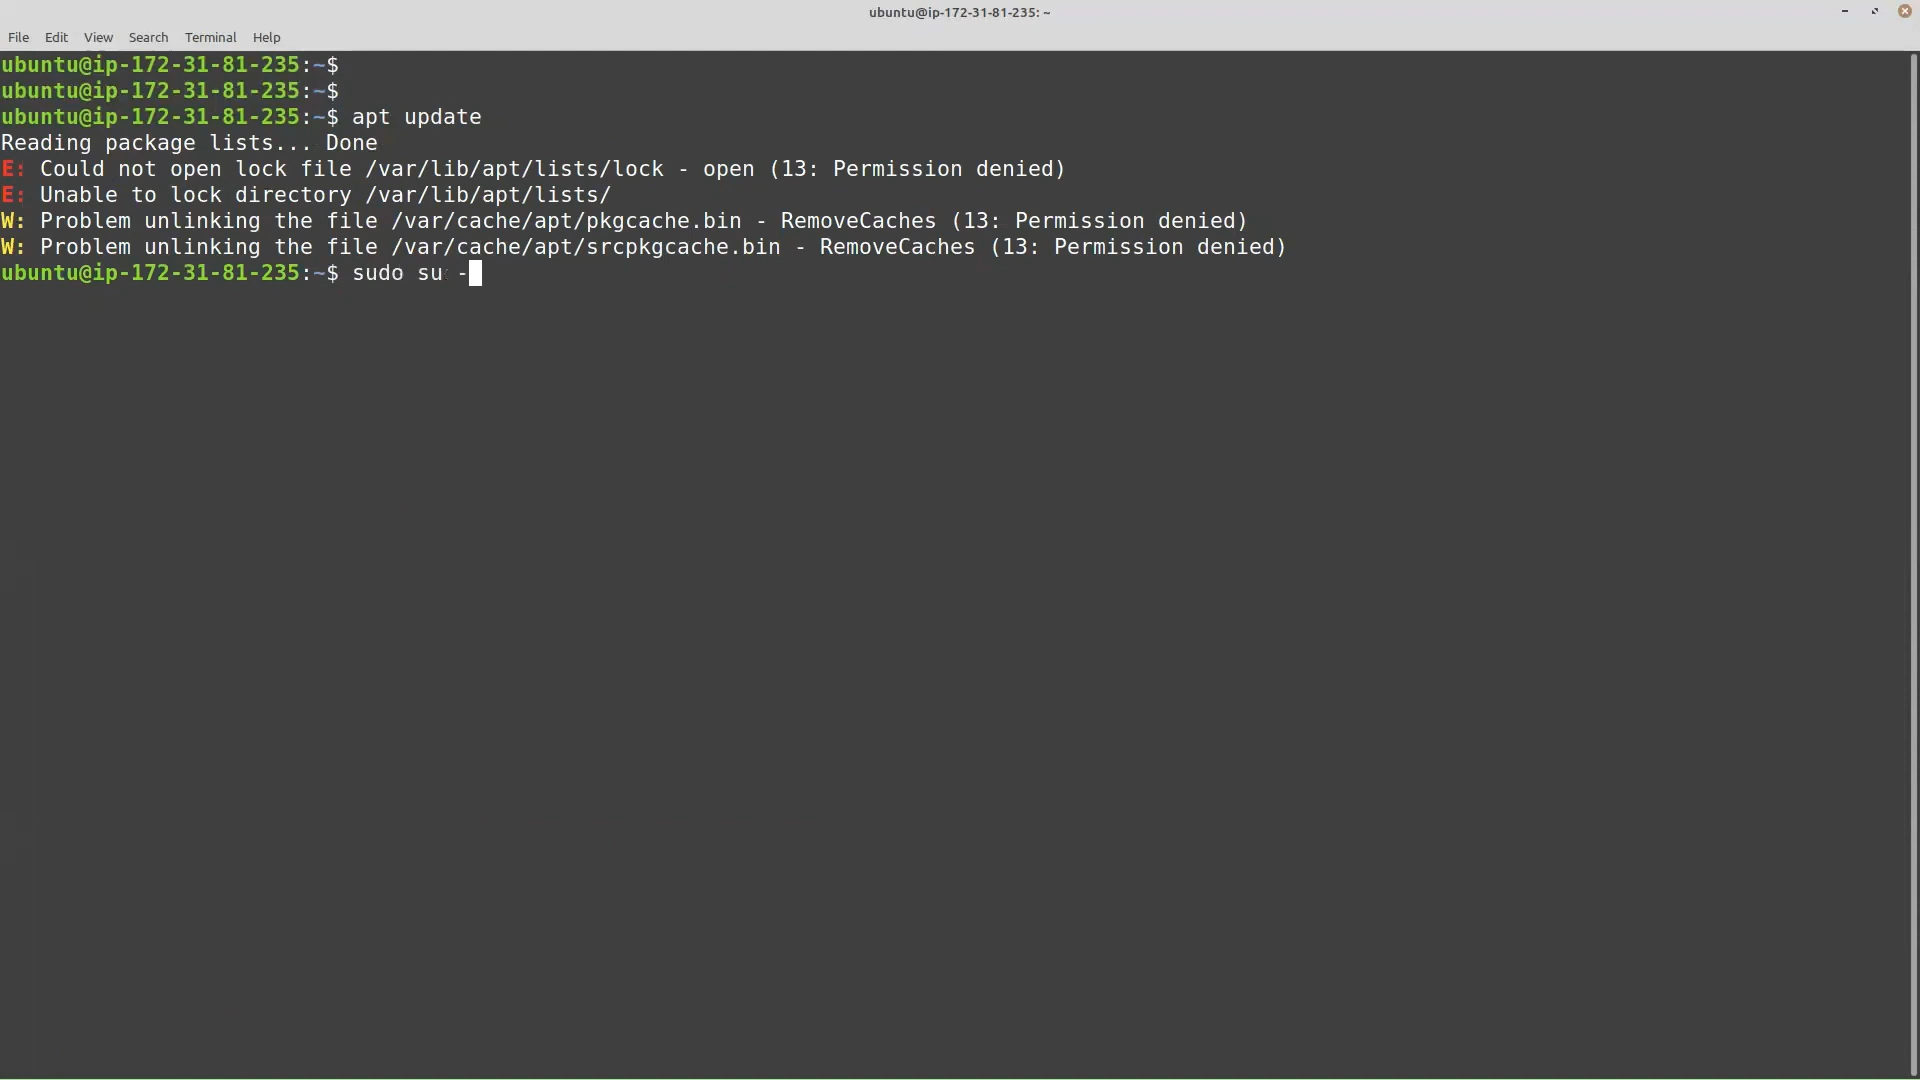 ubuntu@ip-172-31-81-235: ~
File Edit View Search Terminal Help
ubuntu@ip-172-31-81-235:~$
ubuntu@ip-172-31-81-235:~$
ubuntu@ip-172-31-81-235:~$ apt update
Reading package lists... Done
E: Could not open lock file /var/lib/apt/lists/lock - open (13: Permission denied)
E: Unable to lock directory /var/lib/apt/lists/
W: Problem unlinking the file /var/cache/apt/pkgcache.bin - RemoveCaches (13: Permission denied)
W: Problem unlinking the file /var/cache/apt/srcpkgcache.bin - RemoveCaches (13: Permission denied)
ubuntu@ip-172-31-81-235:~$ sudo su -